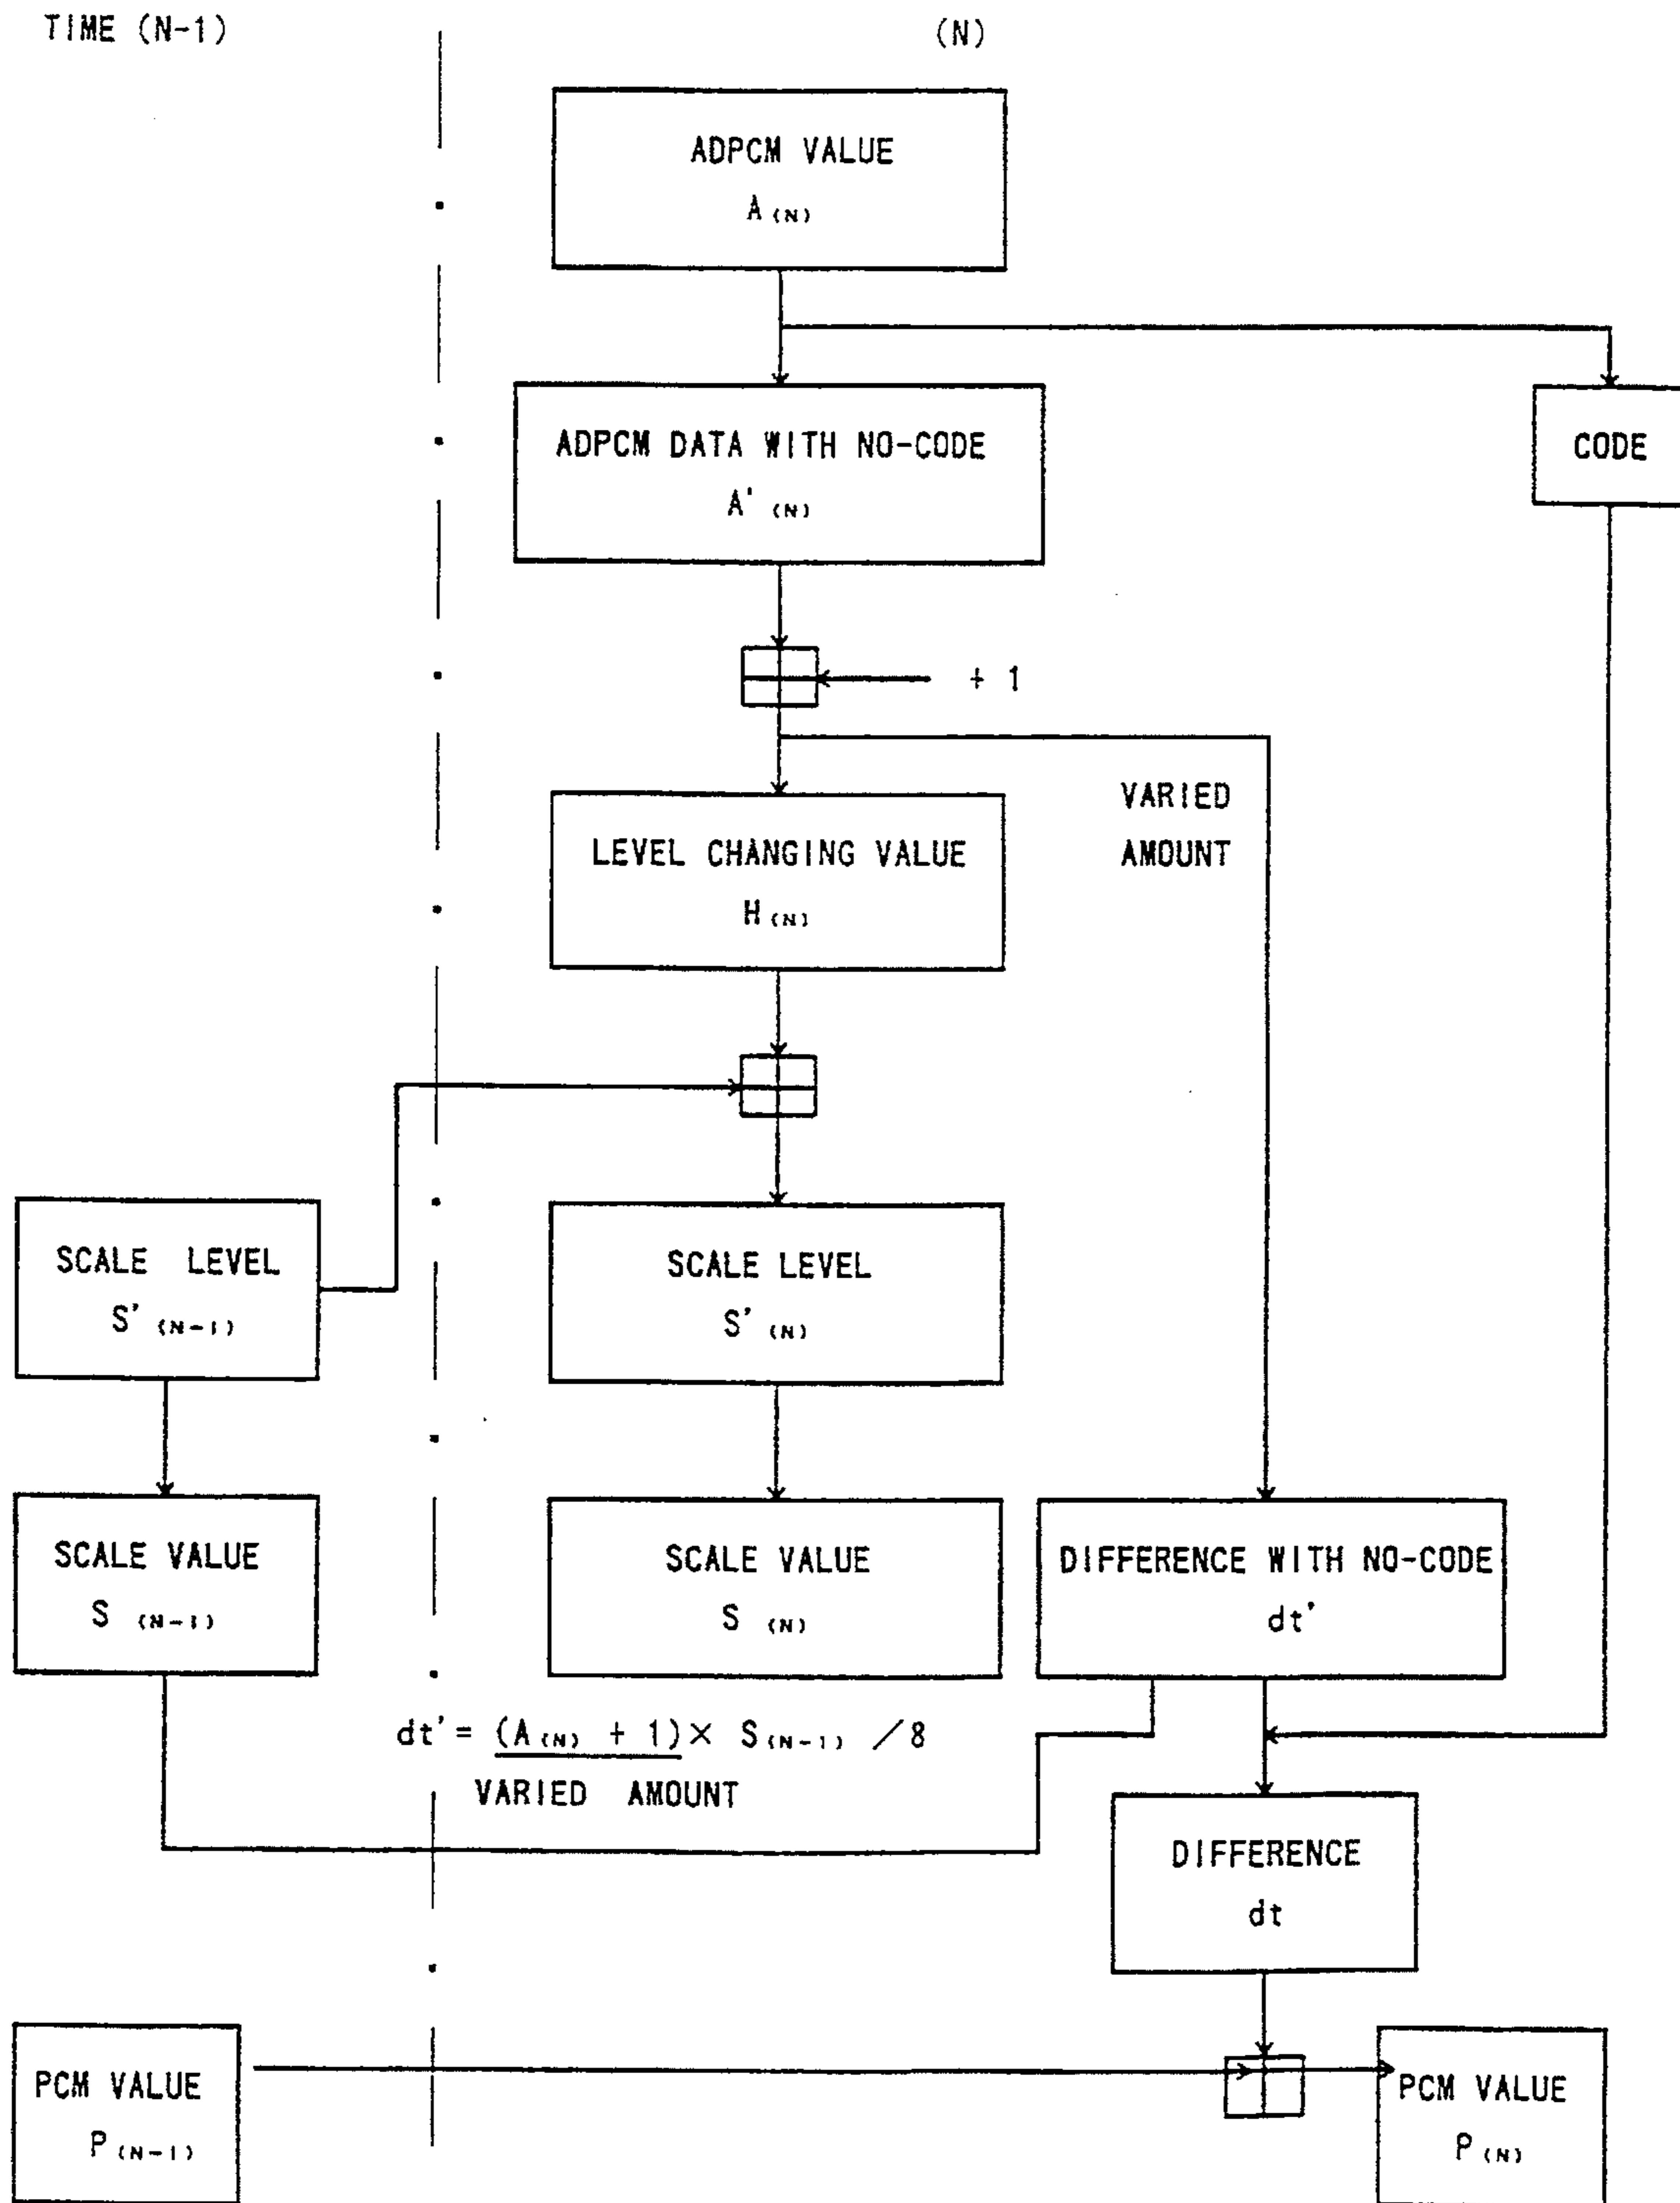 TIME (N-1)
(N)
ADPCM VALUE
A(N)
ADPCM DATA WITH NO-CODE
A'(N)
CODE
+ 1
VARIED
AMOUNT
LEVEL CHANGING VALUE
H(N)
SCALE LEVEL
S'(N-1)
SCALE LEVEL
S'(N)
SCALE VALUE
S (N-1)
SCALE VALUE
S (N)
DIFFERENCE WITH NO-CODE
dt'
dt' = (A(N) + 1) × S(N-1) / 8
VARIED AMOUNT
DIFFERENCE
dt
PCM VALUE
P(N-1)
PCM VALUE
P(N)